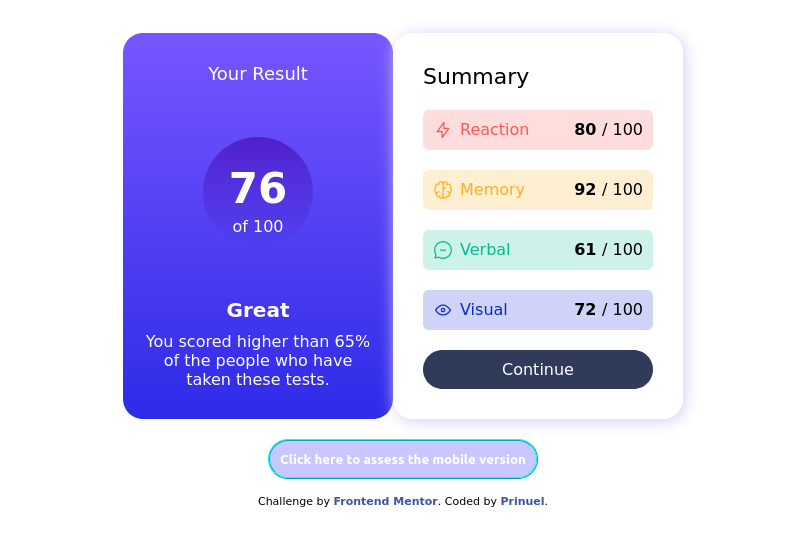 Your Result
76
of 100
Great
You scored higher than 65%
of the people who have
taken these tests.
Summary
Reaction 80 / 100
Memory 92 / 100
Verbal 61 / 100
Visual 72 / 100
Continue
Click here to assess the mobile version
Challenge by Frontend Mentor. Coded by Prinuel.